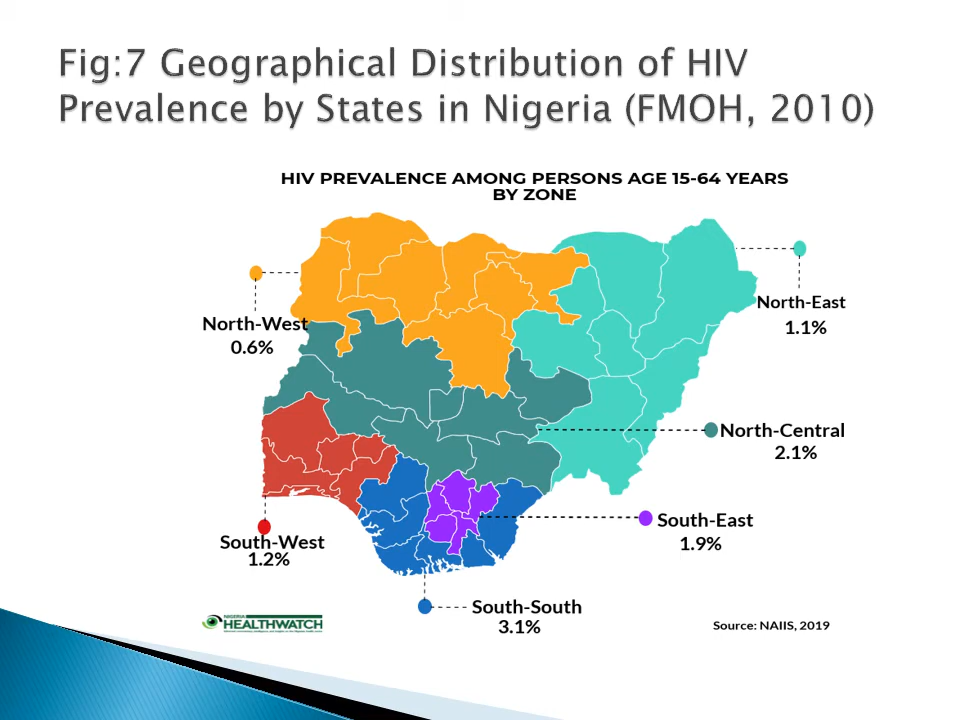 Fig:7 Geographical Distribution of HIV
Prevalence by States in Nigeria (FMOH, 2010)
HIV PREVALENCE AMONG PERSONS AGE 15-64 YEARS
BY ZONE
North-East
1.1%
North-West
0.6%
North-Central
2.1%
South-East
1.9%
South-West
1.2%
South-South
3.1%
NIGERIA
HEALTHWATCH
Source: NAIIS, 2019